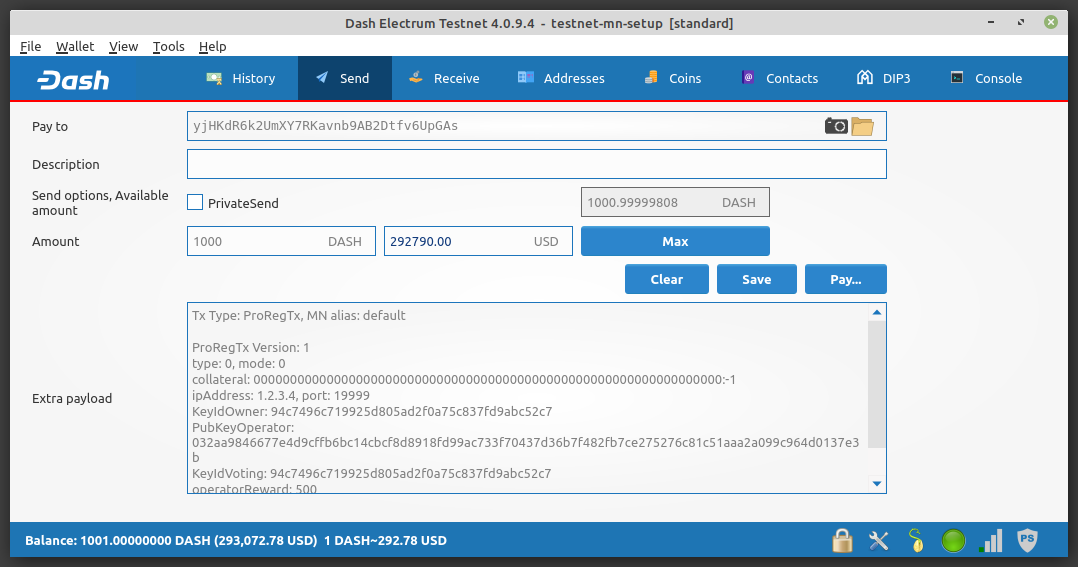 Dash Electrum Testnet 4.0.9.4 - testnet-mn-setup [standard]
File Wallet View Tools Help
Dash History Send Receive Addresses Coins Contacts DIP3 Console
Pay to yjHKdR6k2UmXY7RKavnb9AB2Dtfv6UpGAs
Description
Send options, Available
amount
PrivateSend 1000.99999808 DASH
Amount 1000 DASH 292790.00 USD Max
Clear Save Pay...
Extra payload
Tx Type: ProRegTx, MN alias: default
ProRegTx Version: 1
type: 0, mode: 0
collateral: 0000000000000000000000000000000000000000000000000000000000000000:-1
ipAddress: 1.2.3.4, port: 19999
KeyIdOwner: 94c7496c719925d805ad2f0a75c837fd9abc52c7
PubKeyOperator:
032aa9846677e4d9cffb6bc14cbcf8d8918fd99ac733f70437d36b7f482fb7ce275276c81c51aaa2a099c964d0137e3
b
KeyIdVoting: 94c7496c719925d805ad2f0a75c837fd9abc52c7
operatorReward: 500
Balance: 1001.00000000 DASH (293,072.78 USD) 1 DASH~292.78 USD
PS